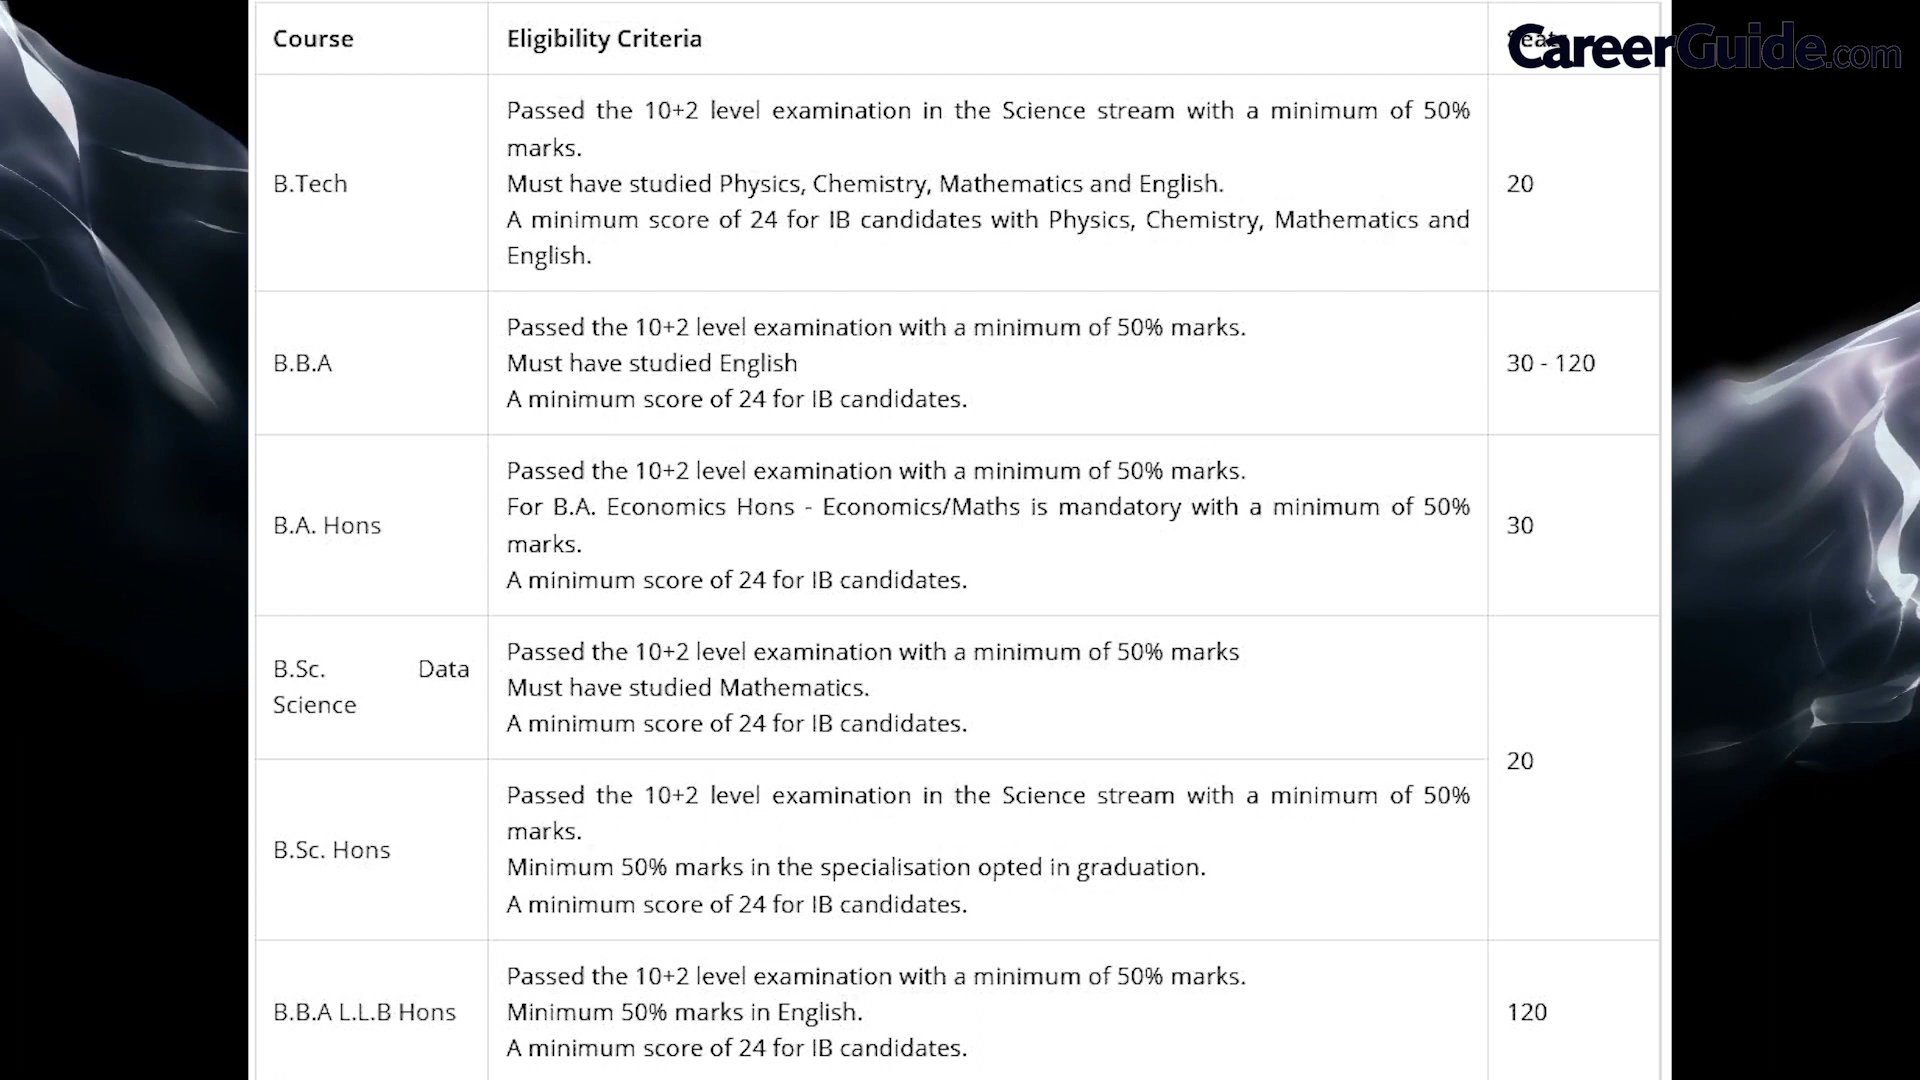 Course Eligibility Criteria
CareerGuide.com
Passed the 10+2 level examination in the Science stream with a minimum of 50%
marks.
B.Tech Must have studied Physics, Chemistry, Mathematics and English. 20
A minimum score of 24 for IB candidates with Physics, Chemistry, Mathematics and
English.
Passed the 10+2 level examination with a minimum of 50% marks.
B.B.A Must have studied English 30 - 120
A minimum score of 24 for IB candidates.
Passed the 10+2 level examination with a minimum of 50% marks.
For B.A. Economics Hons - Economics/Maths is mandatory with a minimum of 50%
B.A. Hons marks. 30
A minimum score of 24 for IB candidates.
Passed the 10+2 level examination with a minimum of 50% marks
B.Sc. Data Must have studied Mathematics.
Science A minimum score of 24 for IB candidates.
20
Passed the 10+2 level examination in the Science stream with a minimum of 50%
marks.
B.Sc. Hons Minimum 50% marks in the specialisation opted in graduation.
A minimum score of 24 for IB candidates.
Passed the 10+2 level examination with a minimum of 50% marks.
B.B.A L.L.B Hons Minimum 50% marks in English. 120
A minimum score of 24 for IB candidates.